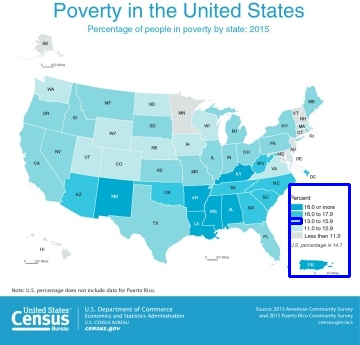 Poverty in the United States
Percentage of people in poverty by state: 2015
AK
WA
MT
ND
MN
ME
VT
NH
OR
ID
SD
WI
MI
NY
MA
CT
RI
WY
IA
PA
NJ
NE
NV
UT
CO
IL
IN
OH
DE
MD
DC
WV
VA
CA
KS
MO
KY
NC
AZ
NM
OK
AR
TN
SC
TX
LA
MS
AL
GA
FL
HI
Percent
18.0 or more
16.0 to 17.9
13.0 to 15.9
11.0 to 12.9
Less than 11.0
U.S. percentage is 14.7
PR
Note: U.S. percentage does not include data for Puerto Rico.
United States Census Bureau
U.S. Department of Commerce
Economics and Statistics Administration
U.S. CENSUS BUREAU
census.gov
Source: 2015 American Community Survey
and 2015 Puerto Rico Community Survey
census.gov/acs